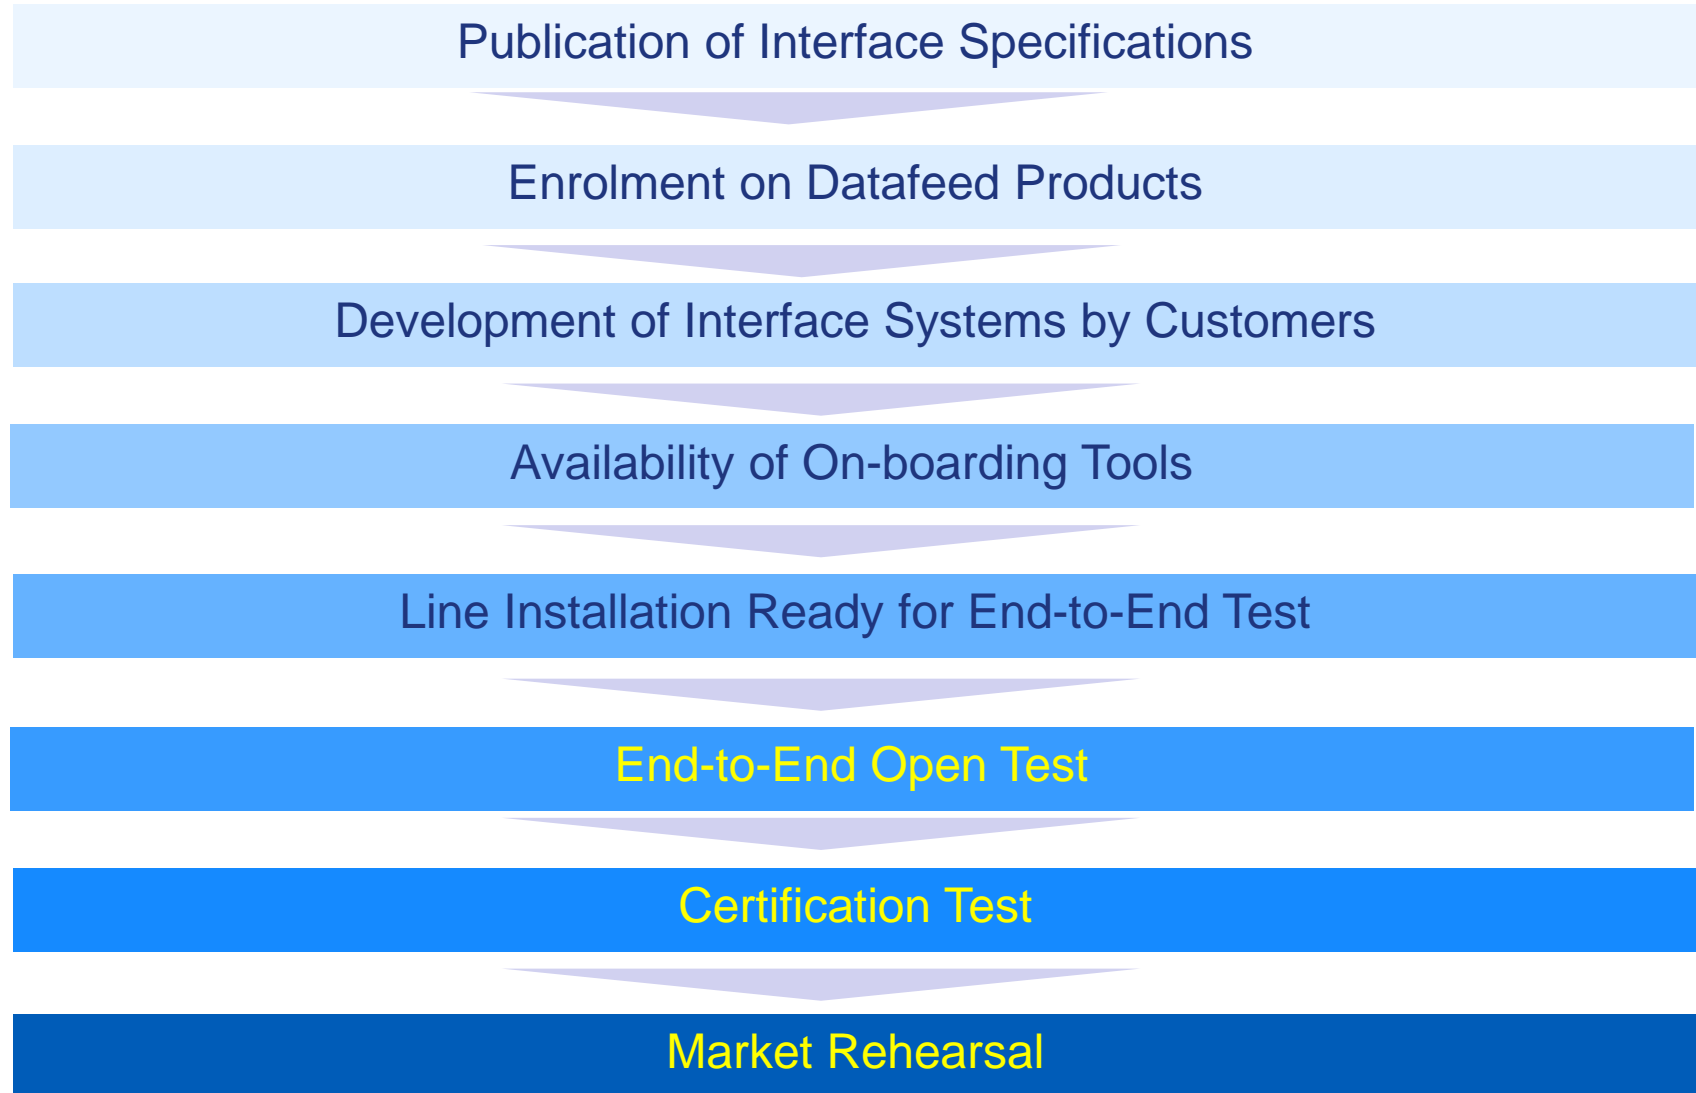 Publication of Interface Specifications
Enrolment on Datafeed Products
Development of Interface Systems by Customers
Availability of On-boarding Tools
Line Installation Ready for End-to-End Test
End-to-End Open Test
Certification Test
Market Rehearsal